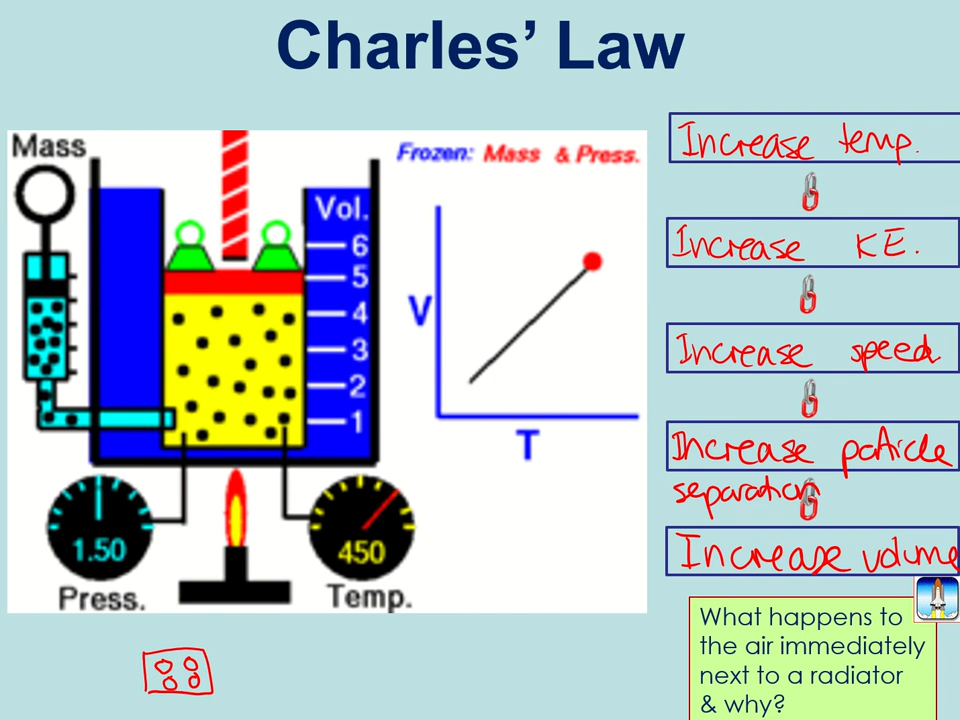 Charles’ Law
Mass
Frozen: Mass & Press.
Vol.
6
5
4
3
2
1
V
T
1.50
Press.
450
Temp.
Increase temp.
Increase KE.
Increase speed
Increase particle
separation
Increase volume
What happens to
the air immediately
next to a radiator
& why?